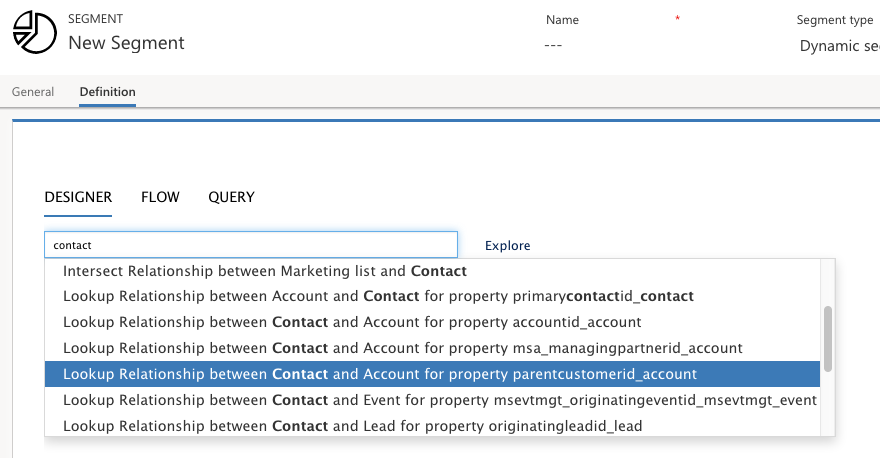 SEGMENT
New Segment
Name *
---
Segment type
Dynamic se
General Definition
DESIGNER FLOW QUERY
contact
Explore
Intersect Relationship between Marketing list and Contact
Lookup Relationship between Account and Contact for property primarycontactid_contact
Lookup Relationship between Contact and Account for property accountid_account
Lookup Relationship between Contact and Account for property msa_managingpartnerid_account
Lookup Relationship between Contact and Account for property parentcustomerid_account
Lookup Relationship between Contact and Event for property msevtmgt_originatingeventid_msevtmgt_event
Lookup Relationship between Contact and Lead for property originatingleadid_lead